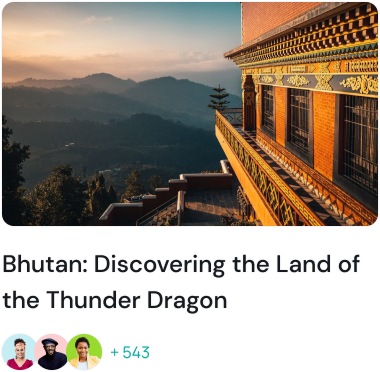 Bhutan: Discovering the Land of
the Thunder Dragon
+ 543